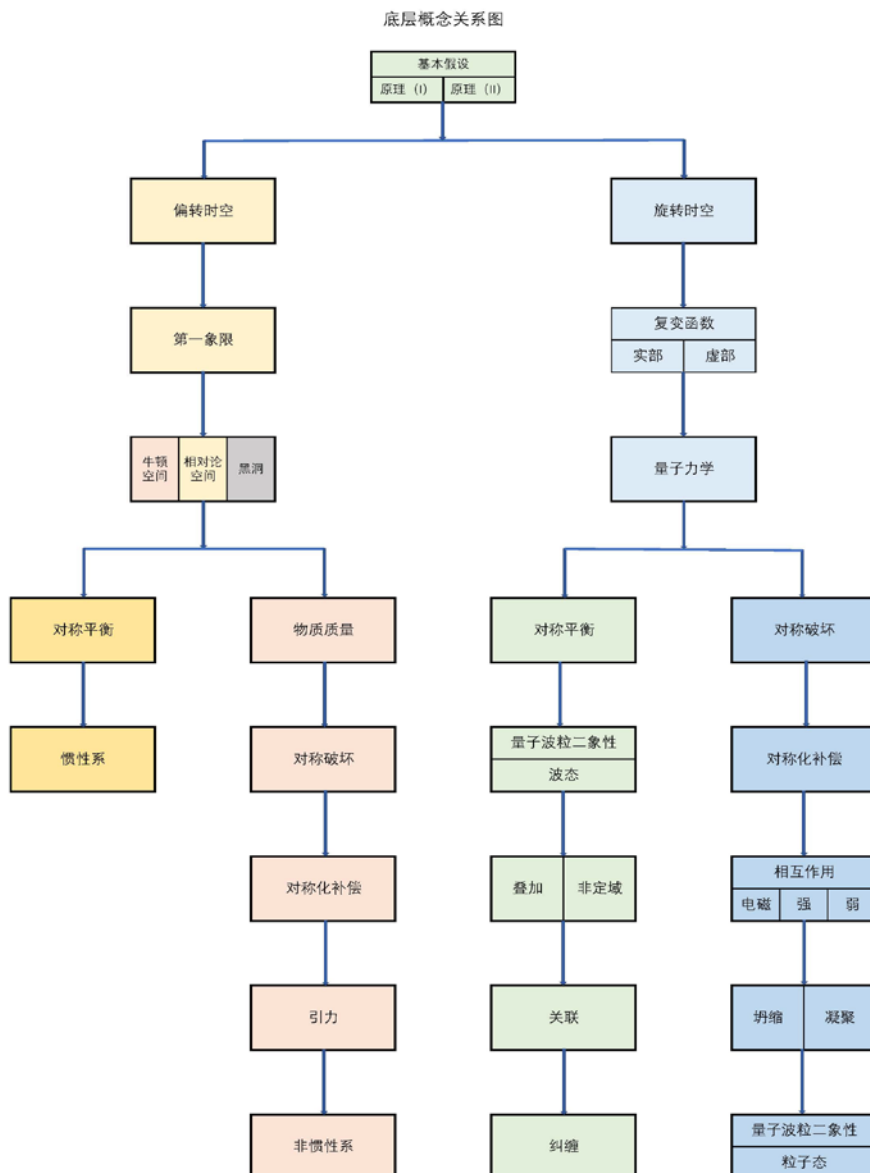 底层概念关系图
基本假设
原理（I） 原理（II）
偏转时空 旋转时空
第一象限
复变函数
实部 虚部
牛顿
空间
相对论
空间
黑洞
量子力学
对称平衡 物质质量 对称平衡 对称破坏
惯性系 对称破坏
量子波粒二象性
波态
对称化补偿
对称化补偿
叠加 非定域
相互作用
电磁 强 弱
引力 关联 坍缩 凝聚
非惯性系 纠缠
量子波粒二象性
粒子态